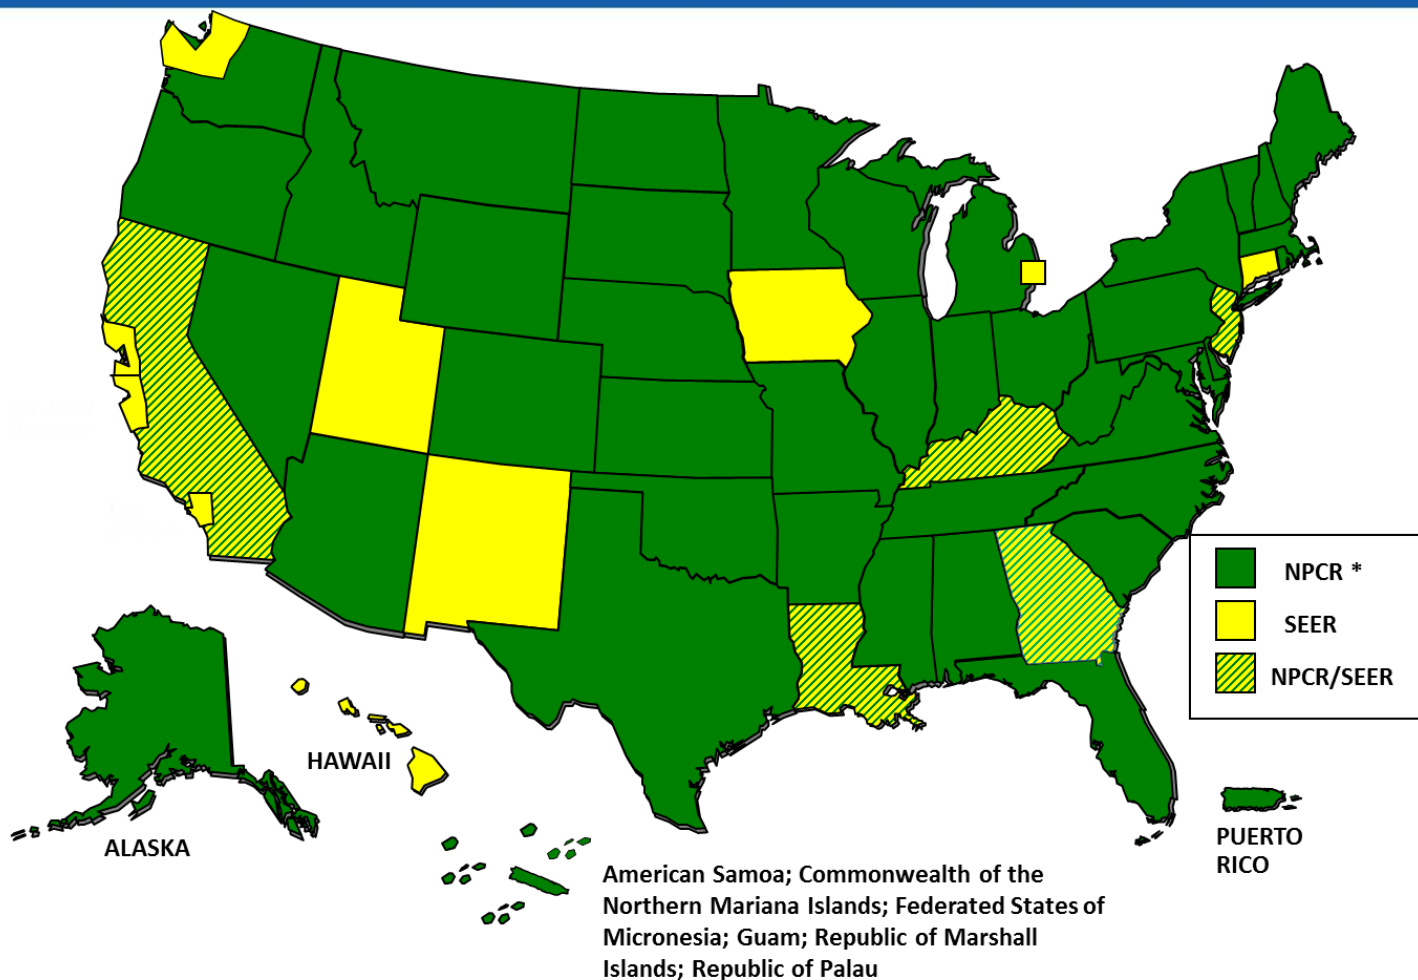 NPCR *
SEER
NPCR/SEER
HAWAII
ALASKA
PUERTO
RICO
American Samoa; Commonwealth of the
Northern Mariana Islands; Federated States of
Micronesia; Guam; Republic of Marshall
Islands; Republic of Palau